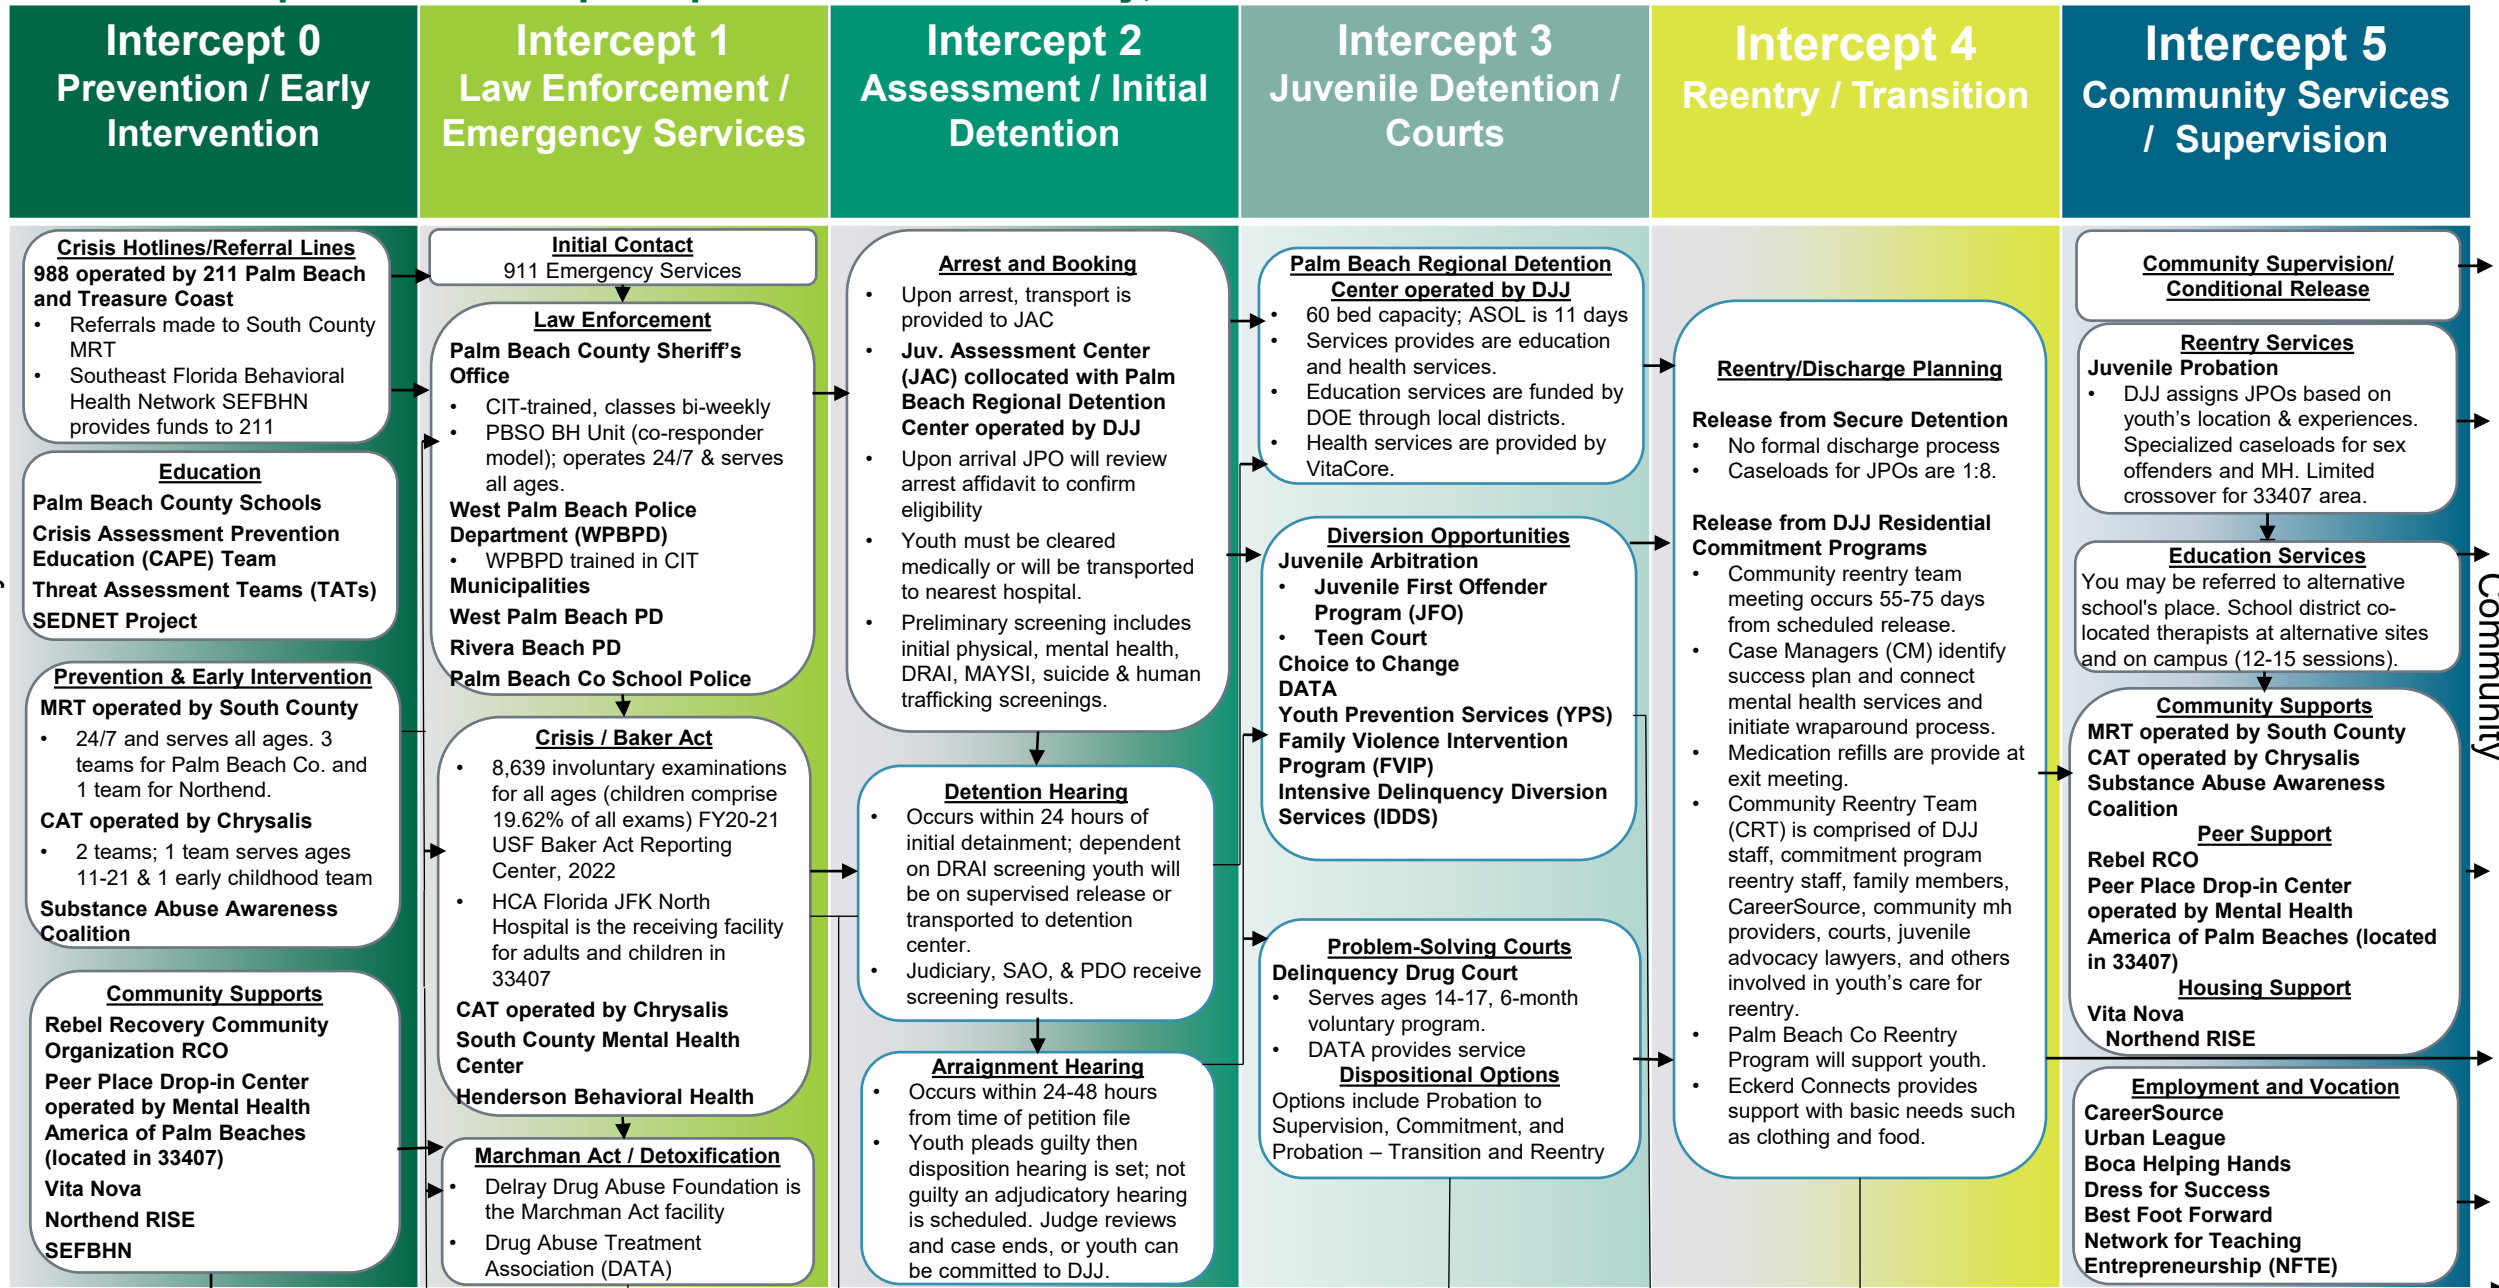 Intercept 0
Prevention / Early
Intervention
Intercept 1
Law Enforcement /
Emergency Services
Intercept 2
Assessment / Initial
Detention
Intercept 3
Juvenile Detention /
Courts
Intercept 4
Reentry / Transition
Intercept 5
Community Services
/ Supervision
Crisis Hotlines/Referral Lines
988 operated by 211 Palm Beach
and Treasure Coast
• Referrals made to South County
MRT
• Southeast Florida Behavioral
Health Network SEFBHN
provides funds to 211
Education
Palm Beach County Schools
Crisis Assessment Prevention
Education (CAPE) Team
Threat Assessment Teams (TATs)
SEDNET Project
Prevention & Early Intervention
MRT operated by South County
• 24/7 and serves all ages. 3
teams for Palm Beach Co. and
1 team for Northend.
CAT operated by Chrysalis
• 2 teams; 1 team serves ages
11-21 & 1 early childhood team
Substance Abuse Awareness
Coalition
Community Supports
Rebel Recovery Community
Organization RCO
Peer Place Drop-in Center
operated by Mental Health
America of Palm Beaches
(located in 33407)
Vita Nova
Northend RISE
SEFBHN
Initial Contact
911 Emergency Services
Law Enforcement
Palm Beach County Sheriff's
Office
• CIT-trained, classes bi-weekly
• PBSO BH Unit (co-responder
model); operates 24/7 & serves
all ages.
West Palm Beach Police
Department (WPBPD)
• WPBPD trained in CIT
Municipalities
West Palm Beach PD
Rivera Beach PD
Palm Beach Co School Police
Crisis / Baker Act
• 8,639 involuntary examinations
for all ages (children comprise
19.62% of all exams) FY20-21
USF Baker Act Reporting
Center, 2022
• HCA Florida JFK North
Hospital is the receiving facility
for adults and children in
33407
CAT operated by Chrysalis
South County Mental Health
Center
Henderson Behavioral Health
Marchman Act / Detoxification
• Delray Drug Abuse Foundation is
the Marchman Act facility
• Drug Abuse Treatment
Association (DATA)
Arrest and Booking
• Upon arrest, transport is
provided to JAC
• Juv. Assessment Center
(JAC) collocated with Palm
Beach Regional Detention
Center operated by DJJ
• Upon arrival JPO will review
arrest affidavit to confirm
eligibility
• Youth must be cleared
medically or will be transported
to nearest hospital.
• Preliminary screening includes
initial physical, mental health,
DRAI, MAYSI, suicide & human
trafficking screenings.
Detention Hearing
• Occurs within 24 hours of
initial detainment; dependent
on DRAI screening youth will
be on supervised release or
transported to detention
center.
• Judiciary, SAO, & PDO receive
screening results.
Arraignment Hearing
• Occurs within 24-48 hours
from time of petition file
• Youth pleads guilty then
disposition hearing is set; not
guilty an adjudicatory hearing
is scheduled. Judge reviews
and case ends, or youth can
be committed to DJJ.
Palm Beach Regional Detention
Center operated by DJJ
• 60 bed capacity; ASOL is 11 days
• Services provides are education
and health services.
• Education services are funded by
DOE through local districts.
• Health services are provided by
VitaCore.
Diversion Opportunities
Juvenile Arbitration
• Juvenile First Offender
Program (JFO)
• Teen Court
Choice to Change
DATA
Youth Prevention Services (YPS)
Family Violence Intervention
Program (FVIP)
Intensive Delinquency Diversion
Services (IDDS)
Problem-Solving Courts
Delinquency Drug Court
• Serves ages 14-17, 6-month
voluntary program.
• DATA provides service
Dispositional Options
Options include Probation to
Supervision, Commitment, and
Probation – Transition and Reentry
Reentry/Discharge Planning
Release from Secure Detention
• No formal discharge process
• Caseloads for JPOs are 1:8.
Release from DJJ Residential
Commitment Programs
• Community reentry team
meeting occurs 55-75 days
from scheduled release.
• Case Managers (CM) identify
success plan and connect
mental health services and
initiate wraparound process.
• Medication refills are provide at
exit meeting.
• Community Reentry Team
(CRT) is comprised of DJJ
staff, commitment program
reentry staff, family members,
CareerSource, community mh
providers, courts, juvenile
advocacy lawyers, and others
involved in youth's care for
reentry.
• Palm Beach Co Reentry
Program will support youth.
• Eckerd Connects provides
support with basic needs such
as clothing and food.
Community Supervision/
Conditional Release
Reentry Services
Juvenile Probation
• DJJ assigns JPOs based on
youth's location & experiences.
Specialized caseloads for sex
offenders and MH. Limited
crossover for 33407 area.
Education Services
You may be referred to alternative
school's place. School district co-
located therapists at alternative sites
and on campus (12-15 sessions).
Community Supports
MRT operated by South County
CAT operated by Chrysalis
Substance Abuse Awareness
Coalition
Peer Support
Rebel RCO
Peer Place Drop-in Center
operated by Mental Health
America of Palm Beaches (located
in 33407)
Housing Support
Vita Nova
Northend RISE
Employment and Vocation
CareerSource
Urban League
Boca Helping Hands
Dress for Success
Best Foot Forward
Network for Teaching
Entrepreneurship (NFTE)
Community